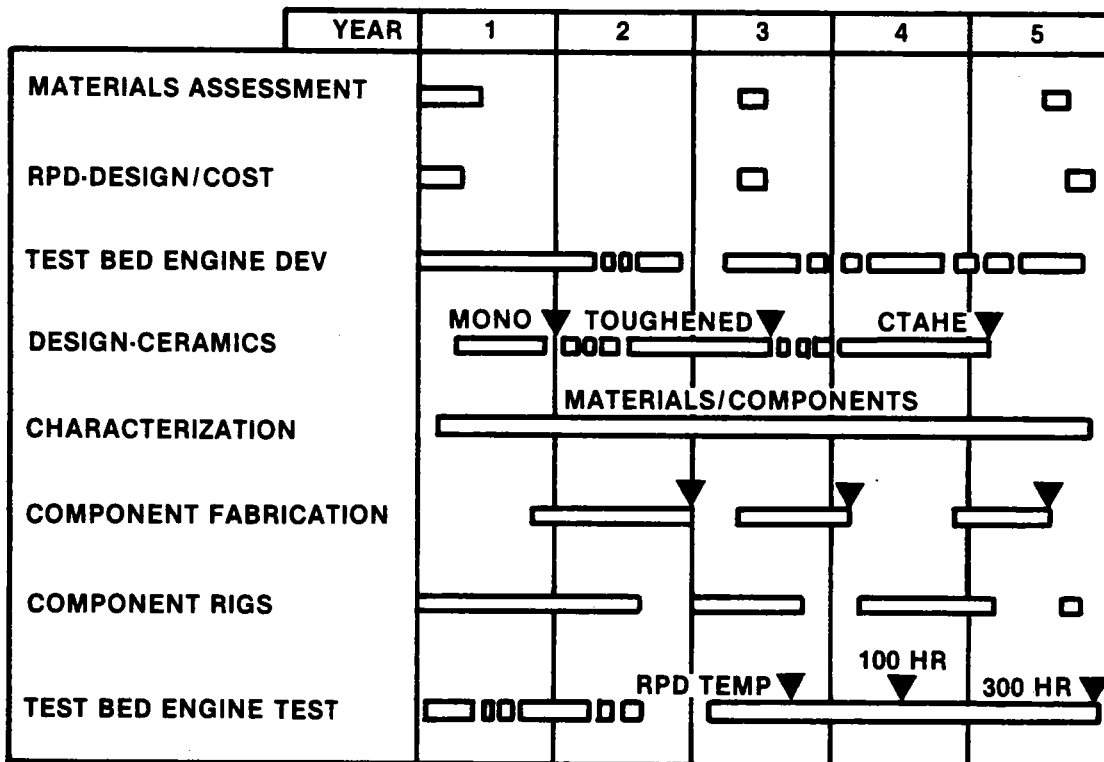 YEAR 1 2 3 4 5
MATERIALS ASSESSMENT
RPD-DESIGN/COST
TEST BED ENGINE DEV
MONO TOUGHENED CTAHE
DESIGN-CERAMICS
MATERIALS/COMPONENTS
CHARACTERIZATION
COMPONENT FABRICATION
COMPONENT RIGS
100 HR
RPD TEMP 300 HR
TEST BED ENGINE TEST